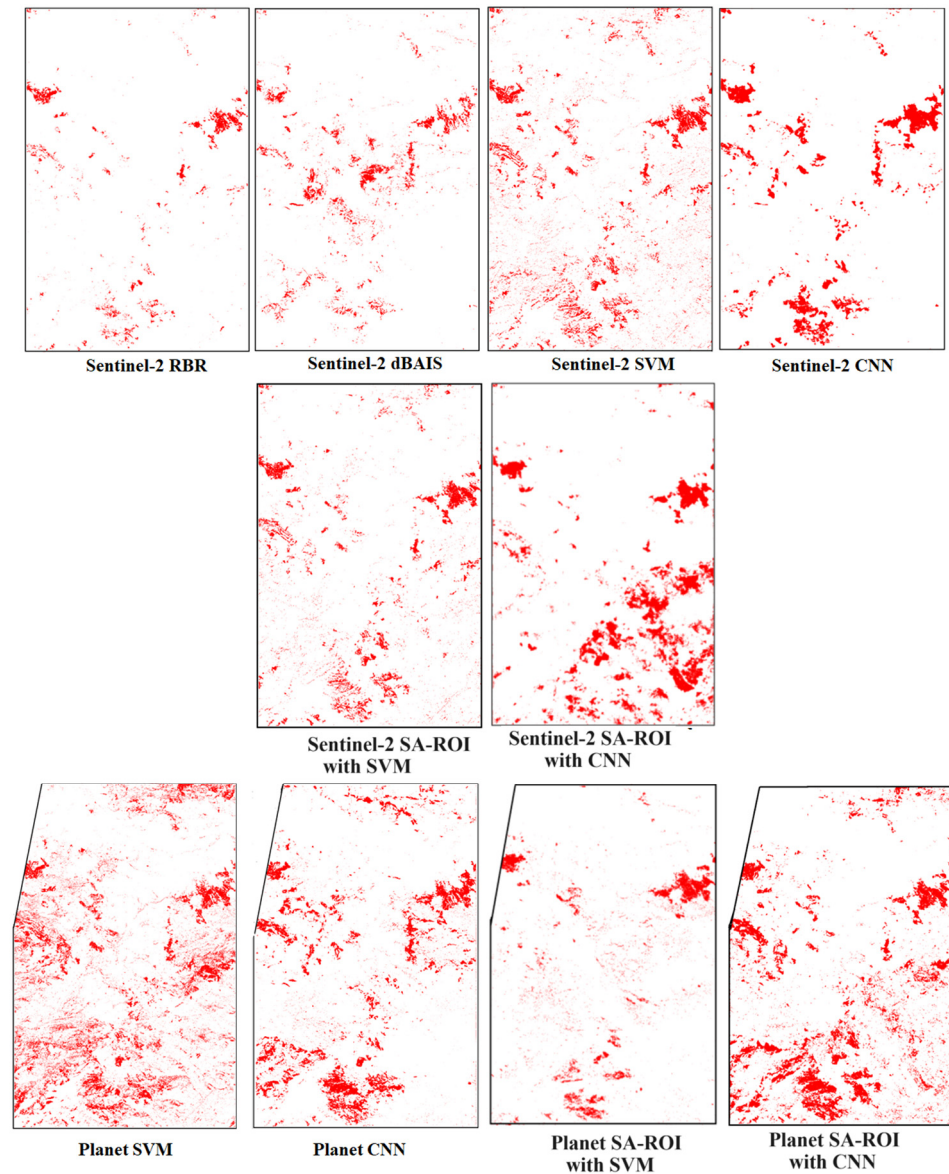 Sentinel-2 RBR
Sentinel-2 dBAIS
Sentinel-2 SVM
Sentinel-2 CNN
Sentinel-2 SA-ROI
with SVM
Sentinel-2 SA-ROI
with CNN
Planet SVM
Planet CNN
Planet SA-ROI
with SVM
Planet SA-ROI
with CNN